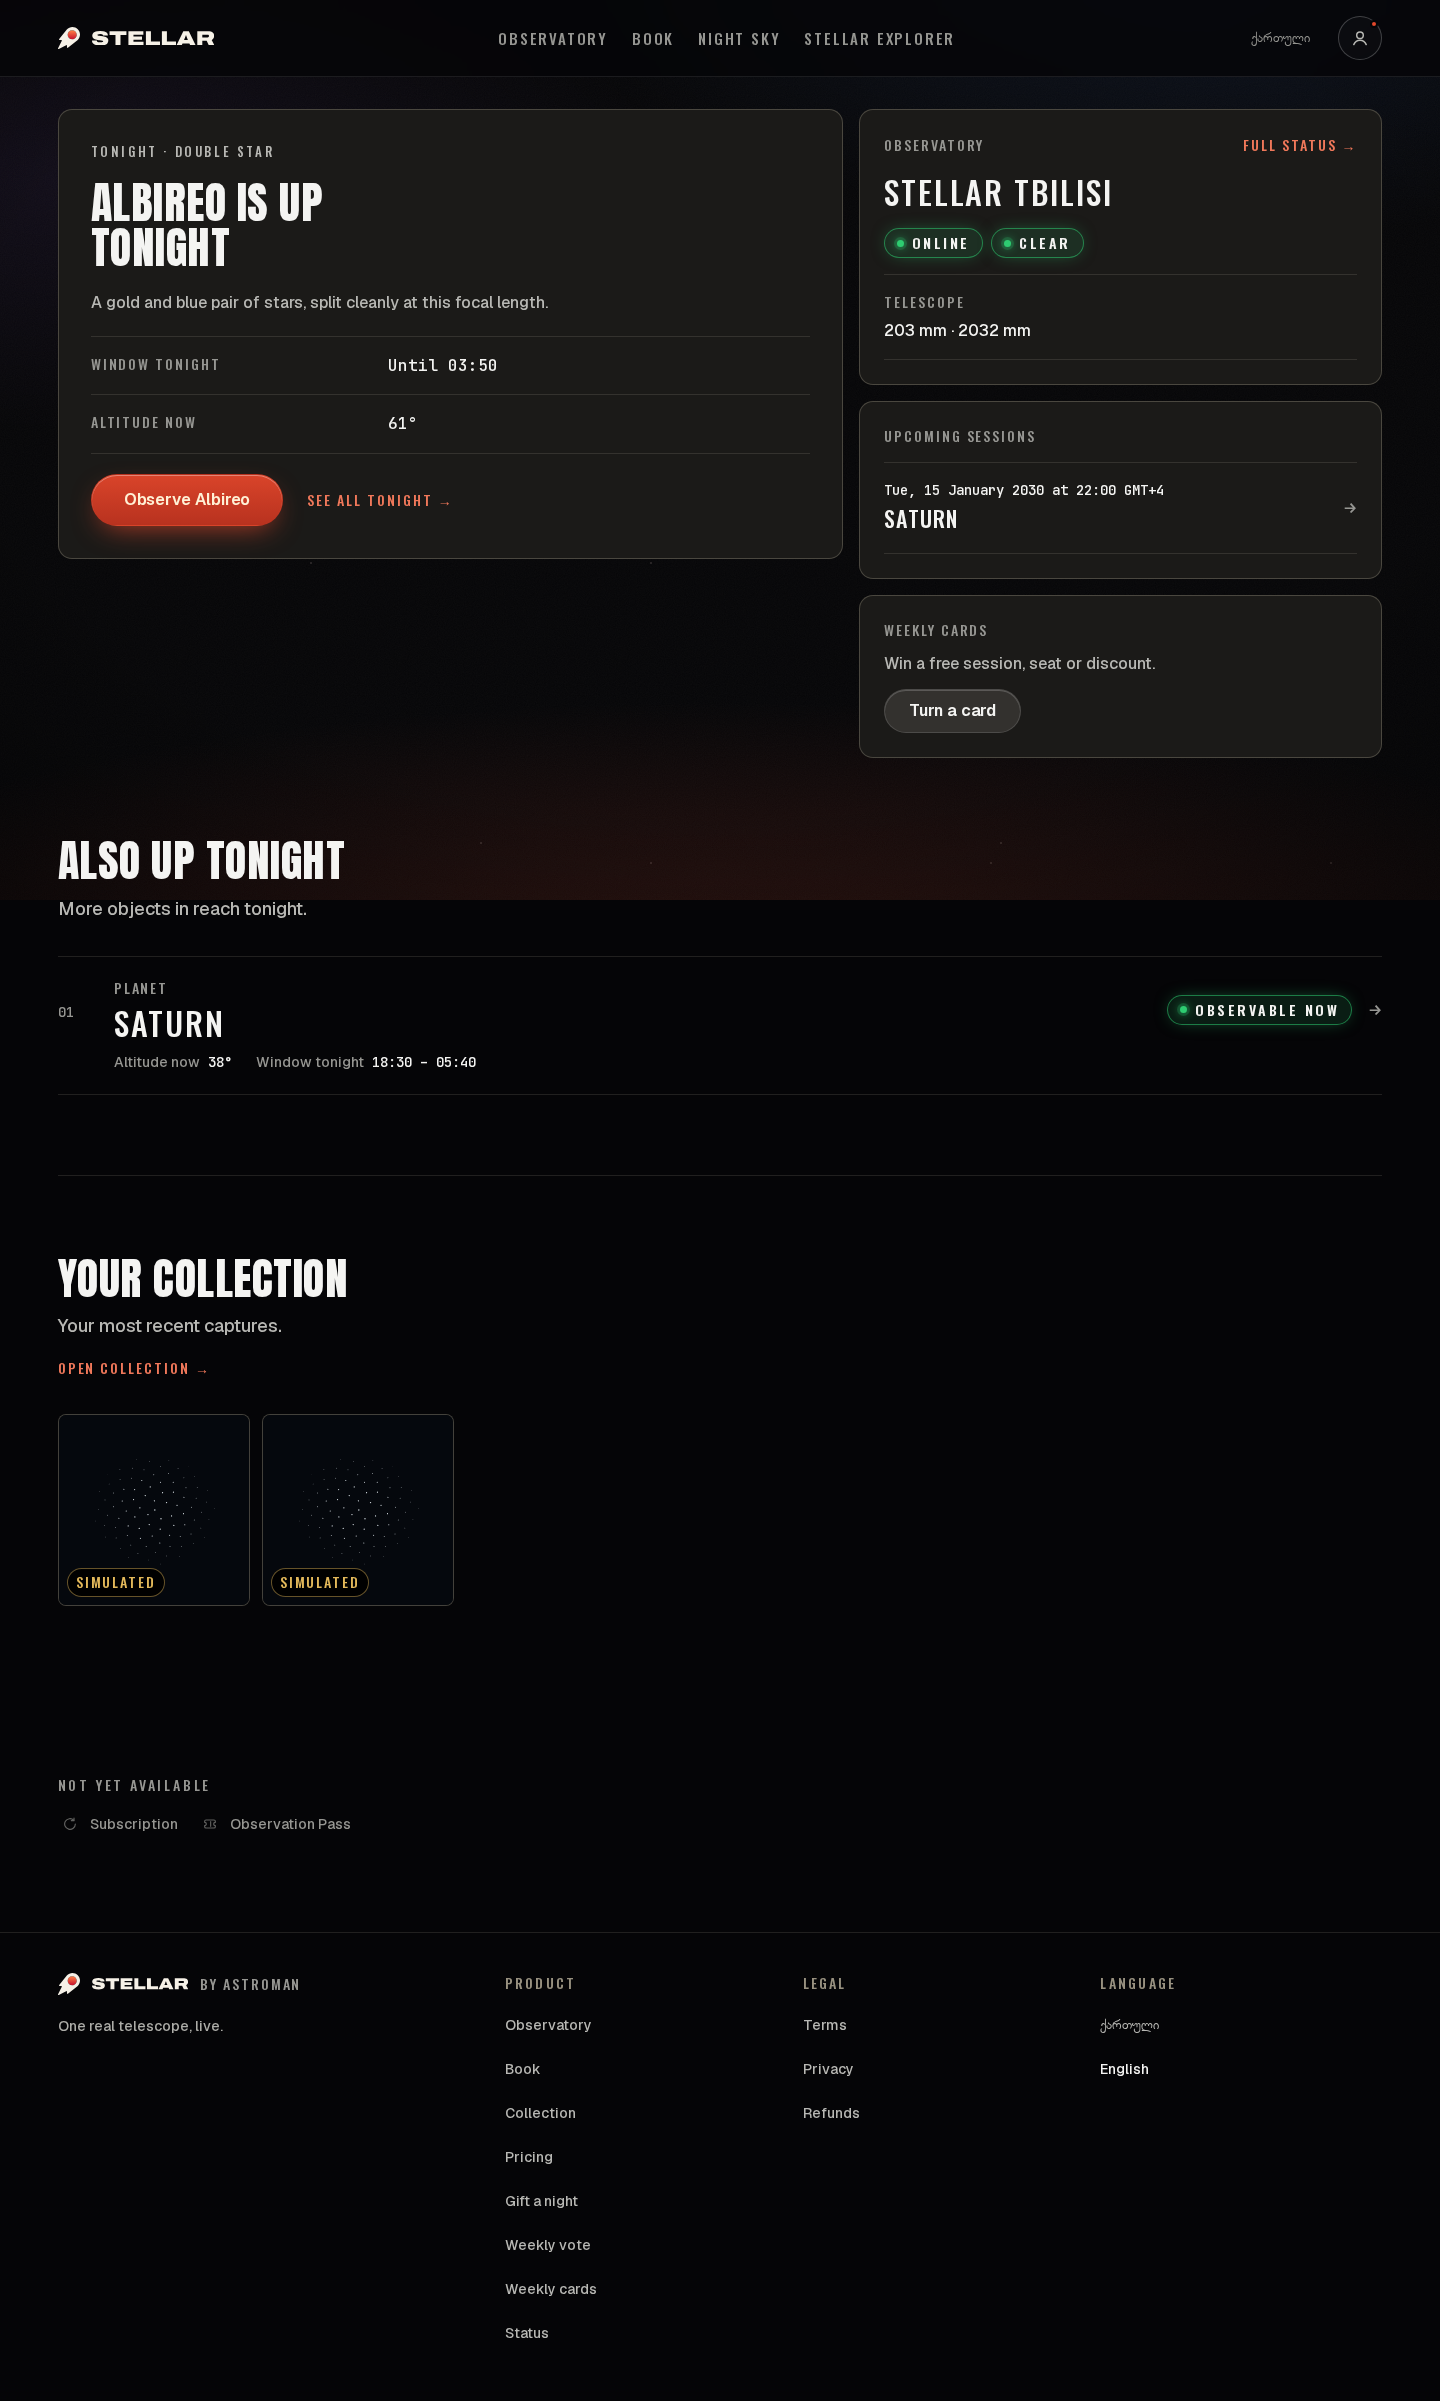 STELLAR
OBSERVATORY
BOOK
NIGHT SKY
STELLAR EXPLORER
ქართული
TONIGHT · DOUBLE STAR
ALBIREO IS UP
TONIGHT
A gold and blue pair of stars, split cleanly at this focal length.
WINDOW TONIGHT
Until 03:50
ALTITUDE NOW
61°
Observe Albireo
SEE ALL TONIGHT →
OBSERVATORY
FULL STATUS →
STELLAR TBILISI
ONLINE
CLEAR
TELESCOPE
203 mm · 2032 mm
UPCOMING SESSIONS
Tue, 15 January 2030 at 22:00 GMT+4
SATURN
→
WEEKLY CARDS
Win a free session, seat or discount.
Turn a card
ALSO UP TONIGHT
More objects in reach tonight.
01
PLANET
SATURN
Altitude now 38° Window tonight 18:30 – 05:40
OBSERVABLE NOW →
YOUR COLLECTION
Your most recent captures.
OPEN COLLECTION →
SIMULATED
SIMULATED
NOT YET AVAILABLE
Subscription
Observation Pass
STELLAR BY ASTROMAN
One real telescope, live.
PRODUCT
Observatory
Book
Collection
Pricing
Gift a night
Weekly vote
Weekly cards
Status
LEGAL
Terms
Privacy
Refunds
LANGUAGE
ქართული
English